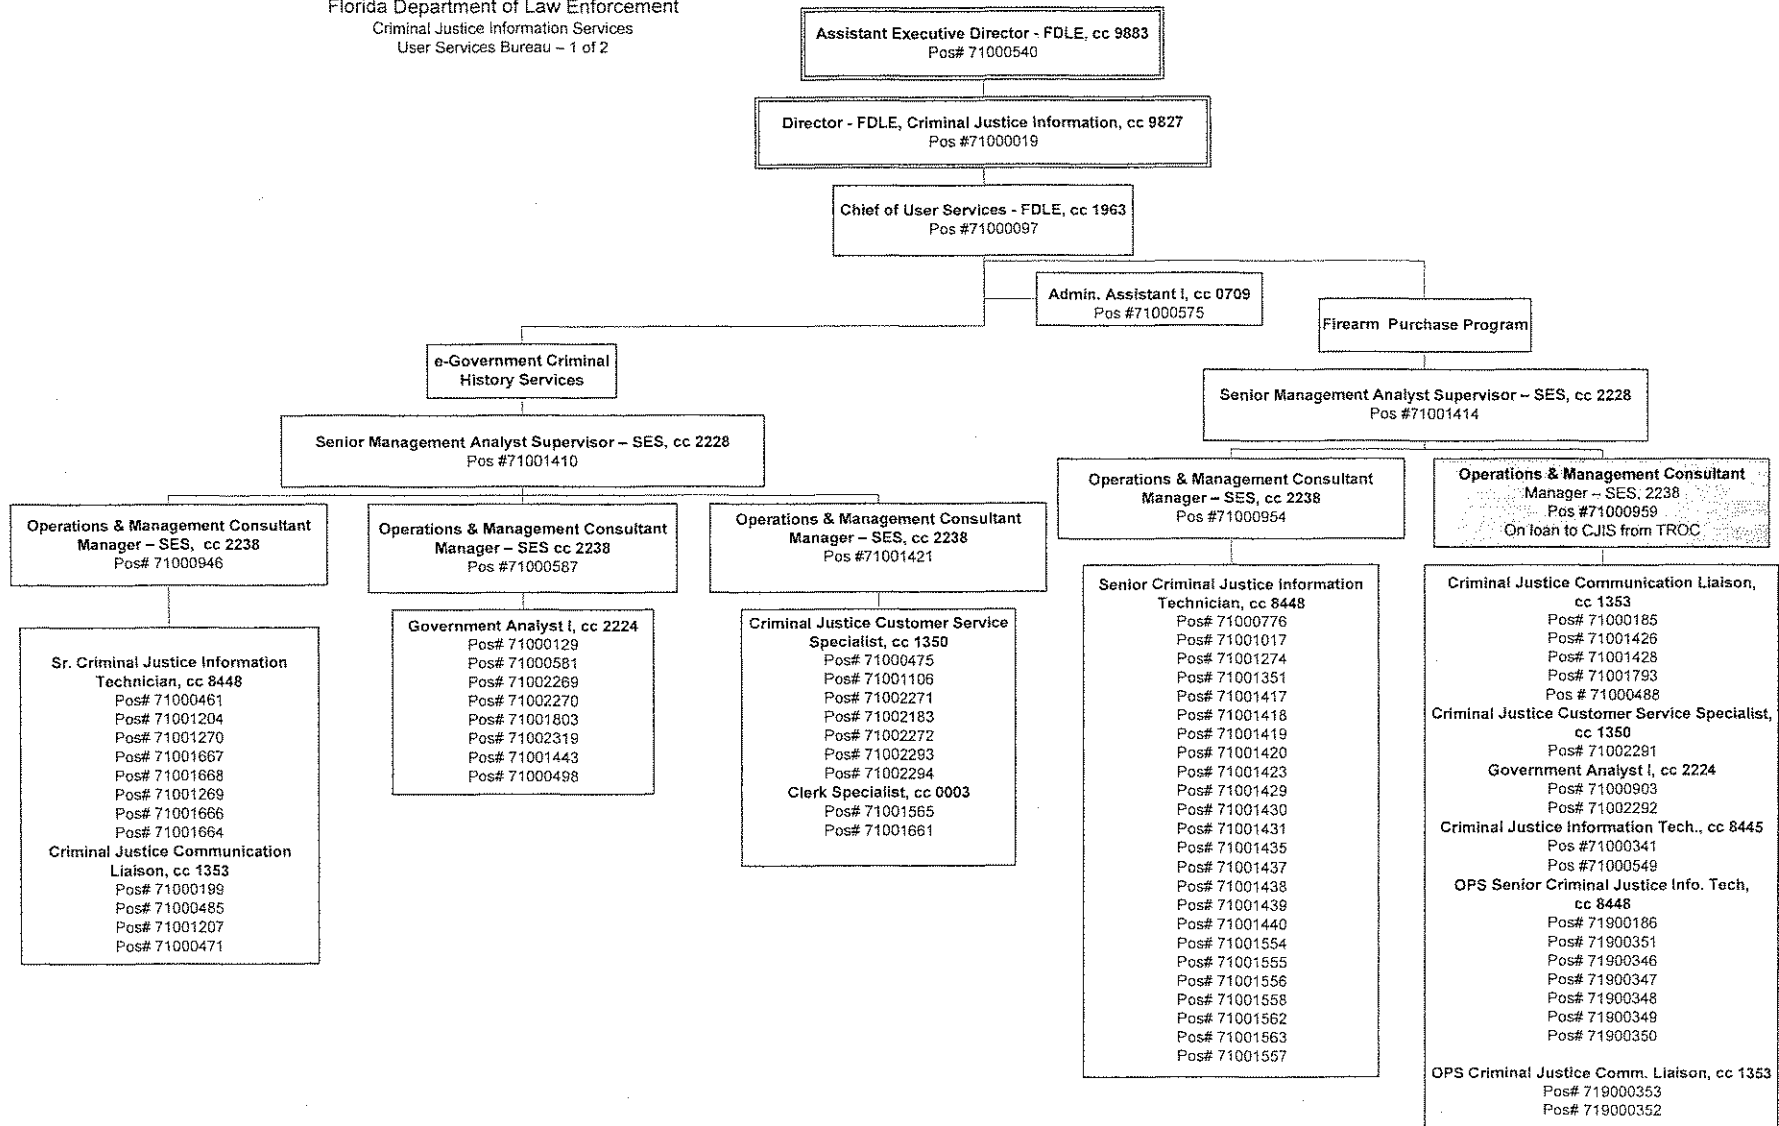 Florida Department of Law Enforcement
Criminal Justice Information Services
User Services Bureau – 1 of 2
Assistant Executive Director - FDLE, cc 9883
Pos# 71000540
Director - FDLE, Criminal Justice Information, cc 9827
Pos #71000019
Chief of User Services - FDLE, cc 1963
Pos #71000097
Admin. Assistant I, cc 0709
Pos #71000575
e-Government Criminal
History Services
Senior Management Analyst Supervisor – SES, cc 2228
Pos #71001410
Operations & Management Consultant
Manager – SES, cc 2238
Pos# 71000946
Sr. Criminal Justice Information
Technician, cc 8448
Pos# 71000461
Pos# 71001204
Pos# 71001270
Pos# 71001667
Pos# 71001668
Pos# 71001269
Pos# 71001666
Pos# 71001664
Criminal Justice Communication
Liaison, cc 1353
Pos# 71000199
Pos# 71000485
Pos# 71001207
Pos# 71000471
Operations & Management Consultant
Manager – SES cc 2238
Pos #71000587
Government Analyst I, cc 2224
Pos# 71000129
Pos# 71000581
Pos# 71002269
Pos# 71002270
Pos# 71001803
Pos# 71002319
Pos# 71001443
Pos# 71000498
Operations & Management Consultant
Manager – SES, cc 2238
Pos #71001421
Criminal Justice Customer Service
Specialist, cc 1350
Pos# 71000475
Pos# 71001106
Pos# 71002271
Pos# 71002183
Pos# 71002272
Pos# 71002293
Pos# 71002294
Clerk Specialist, cc 0003
Pos# 71001565
Pos# 71001661
Firearm Purchase Program
Senior Management Analyst Supervisor – SES, cc 2228
Pos #71001414
Operations & Management Consultant
Manager – SES, cc 2238
Pos #71000954
Senior Criminal Justice Information
Technician, cc 8448
Pos# 71000776
Pos# 71001017
Pos# 71001274
Pos# 71001351
Pos# 71001417
Pos# 71001418
Pos# 71001419
Pos# 71001420
Pos# 71001423
Pos# 71001429
Pos# 71001430
Pos# 71001431
Pos# 71001435
Pos# 71001437
Pos# 71001438
Pos# 71001439
Pos# 71001440
Pos# 71001554
Pos# 71001555
Pos# 71001556
Pos# 71001558
Pos# 71001562
Pos# 71001563
Pos# 71001557
Operations & Management Consultant
Manager – SES, 2238
Pos #71000959
On loan to CJIS from TROC
Criminal Justice Communication Liaison,
cc 1353
Pos# 71000185
Pos# 71001426
Pos# 71001428
Pos# 71001793
Pos # 71000488
Criminal Justice Customer Service Specialist,
cc 1350
Pos# 71002291
Government Analyst I, cc 2224
Pos# 71000903
Pos# 71002292
Criminal Justice Information Tech., cc 8445
Pos #71000341
Pos #71000549
OPS Senior Criminal Justice Info. Tech,
cc 8448
Pos# 71900186
Pos# 71900351
Pos# 71900346
Pos# 71900347
Pos# 71900348
Pos# 71900349
Pos# 71900350
OPS Criminal Justice Comm. Liaison, cc 1353
Pos# 719000353
Pos# 719000352